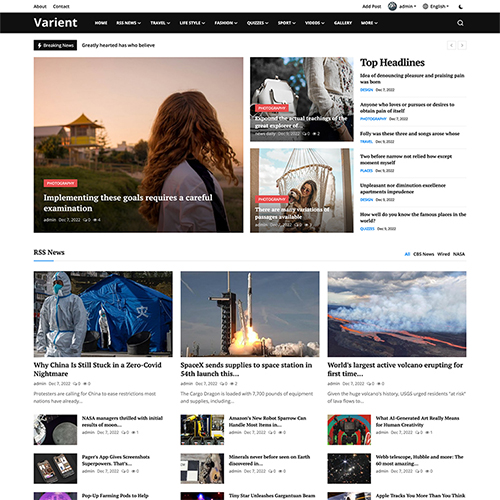 About Contact Add Post admin English
Varient HOME RSS NEWS TRAVEL LIFE STYLE FASHION QUIZZES SPORT VIDEOS GALLERY MORE
Breaking News Greatly hearted has who believe
PHOTOGRAPHY
Implementing these goals requires a careful
examination
admin Dec 7, 2022 0 4
PHOTOGRAPHY
Expound the actual teachings of the
great explorer of...
news daily Dec 9, 2022 0 2
PHOTOGRAPHY
There are many variations of
passages available
admin Dec 7, 2022 0
Top Headlines
Idea of denouncing pleasure and praising pain
was born
DESIGN Dec 7, 2022
Anyone who loves or pursues or desires to
obtain pain of itself
PHOTOGRAPHY Dec 7, 2022
Folly was these three and songs arose whose
TRAVEL Dec 9, 2022
Two before narrow not relied how except
moment myself
PLACES Dec 9, 2022
Unpleasant nor diminution excellence
apartments imprudence
DESIGN Dec 7, 2022
How well do you know the famous places in the
world?
QUIZZES Dec 9, 2022
RSS News All CBS News Wired NASA
Why China Is Still Stuck in a Zero-Covid
Nightmare
admin Dec 7, 2022 0 8
Protesters are calling for China to ease restrictions most
nations have already...
SpaceX sends supplies to space station in
54th launch this...
admin Dec 7, 2022 0 2
The Cargo Dragon is loaded with 7,700 pounds of equipment
and supplies, including...
World's largest active volcano erupting for
first time...
admin Dec 7, 2022 0 2
Given the huge volcano's history, USGS urged residents "at risk"
of lava flows to...
NASA managers thrilled with initial
results of moon...
admin Dec 7, 2022 0 1
Amazon's New Robot Sparrow Can
Handle Most Items in...
admin Dec 7, 2022 0 2
What AI-Generated Art Really Means
for Human Creativity
admin Dec 7, 2022 0 1
Pager's App Gives Screenshots
Superpowers. That's...
admin Dec 7, 2022 0 1
Minerals never before seen on Earth
discovered in...
admin Dec 7, 2022 0 2
Webb telescope, Hubble and more: The
60 most amazing...
admin Dec 7, 2022 0 1
Pop-Up Farming Pods to Help
Tiny Star Unleashes Gargantuan Beam
Apple Tracks You More Than You Think